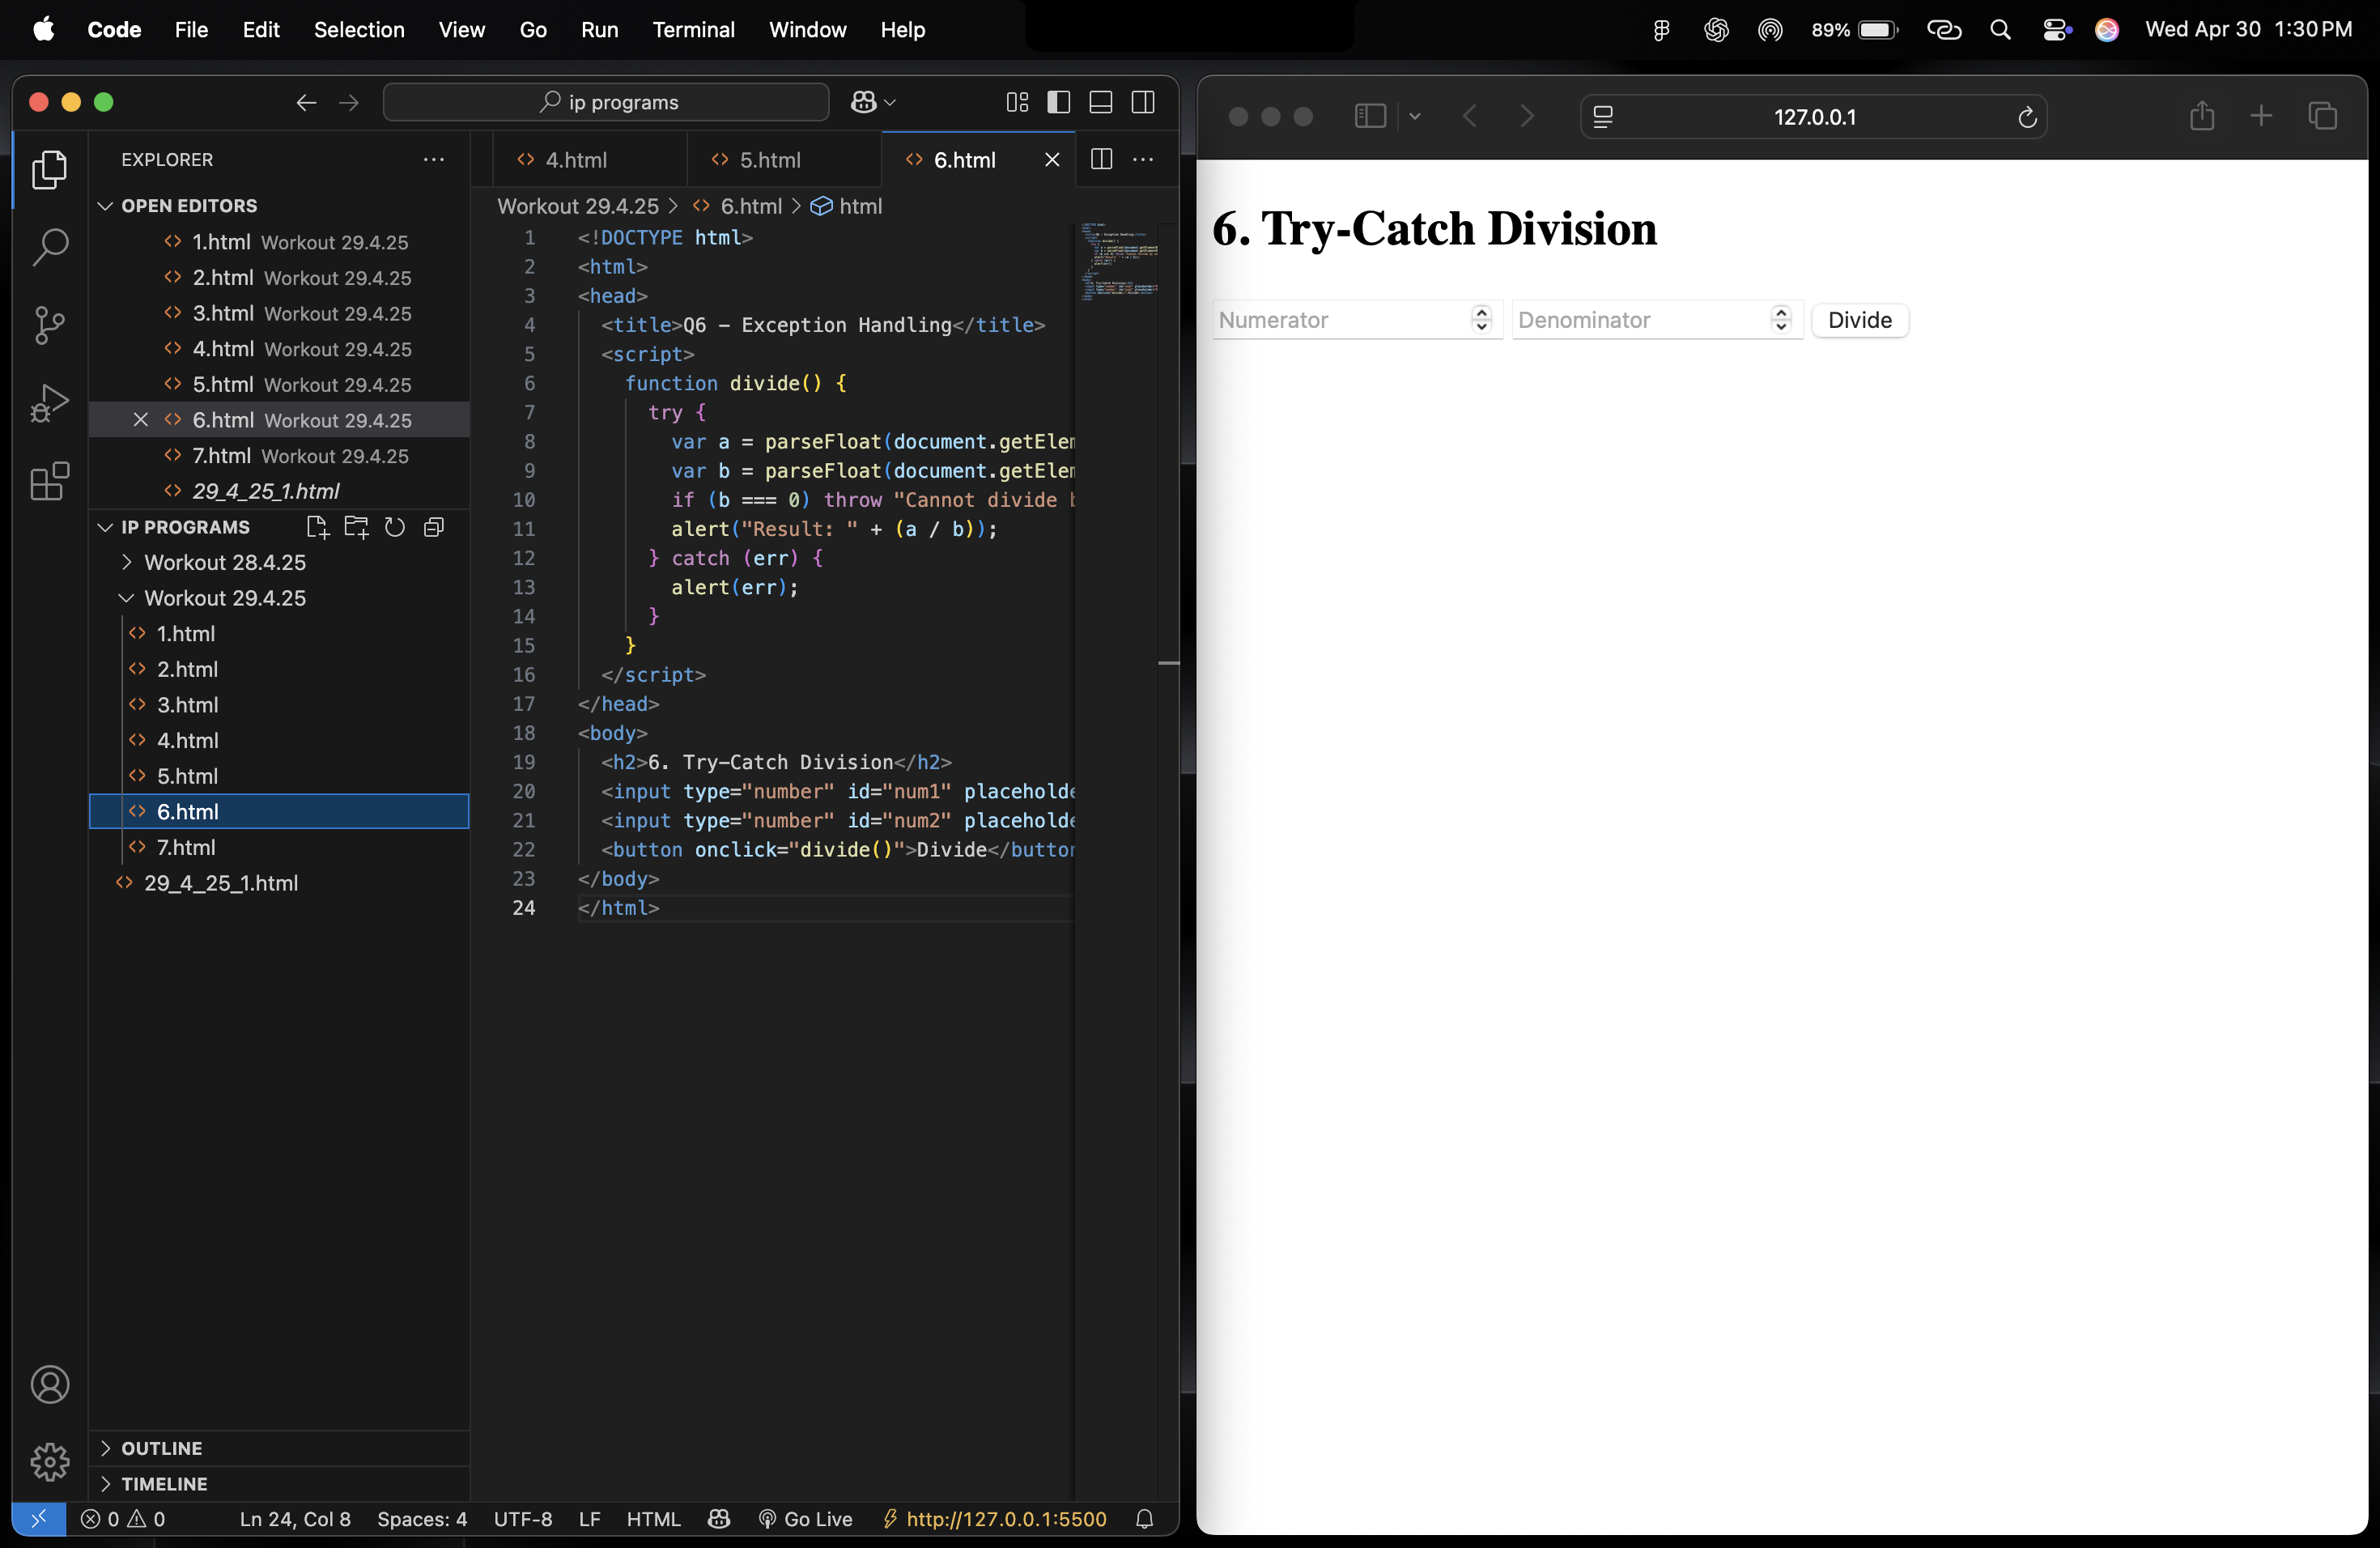 Code File Edit Selection View Go Run Terminal Window Help 89% Wed Apr 30 1:30 PM
ip programs
127.0.0.1
EXPLORER
OPEN EDITORS
1.html Workout 29.4.25
2.html Workout 29.4.25
3.html Workout 29.4.25
4.html Workout 29.4.25
5.html Workout 29.4.25
6.html Workout 29.4.25
7.html Workout 29.4.25
29_4_25_1.html
IP PROGRAMS
Workout 28.4.25
Workout 29.4.25
1.html
2.html
3.html
4.html
5.html
6.html
7.html
29_4_25_1.html
OUTLINE
TIMELINE
4.html 5.html 6.html
Workout 29.4.25 > 6.html > html
1 <!DOCTYPE html>
2 <html>
3 <head>
4 <title>Q6 – Exception Handling</title>
5 <script>
6 function divide() {
7 try {
8 var a = parseFloat(document.getElem
9 var b = parseFloat(document.getElem
10 if (b === 0) throw "Cannot divide b
11 alert("Result: " + (a / b));
12 } catch (err) {
13 alert(err);
14 }
15 }
16 </script>
17 </head>
18 <body>
19 <h2>6. Try-Catch Division</h2>
20 <input type="number" id="num1" placeholde
21 <input type="number" id="num2" placeholde
22 <button onclick="divide()">Divide</button
23 </body>
24 </html>
0 0 Ln 24, Col 8 Spaces: 4 UTF-8 LF HTML Go Live http://127.0.0.1:5500
6. Try-Catch Division
Numerator Denominator Divide